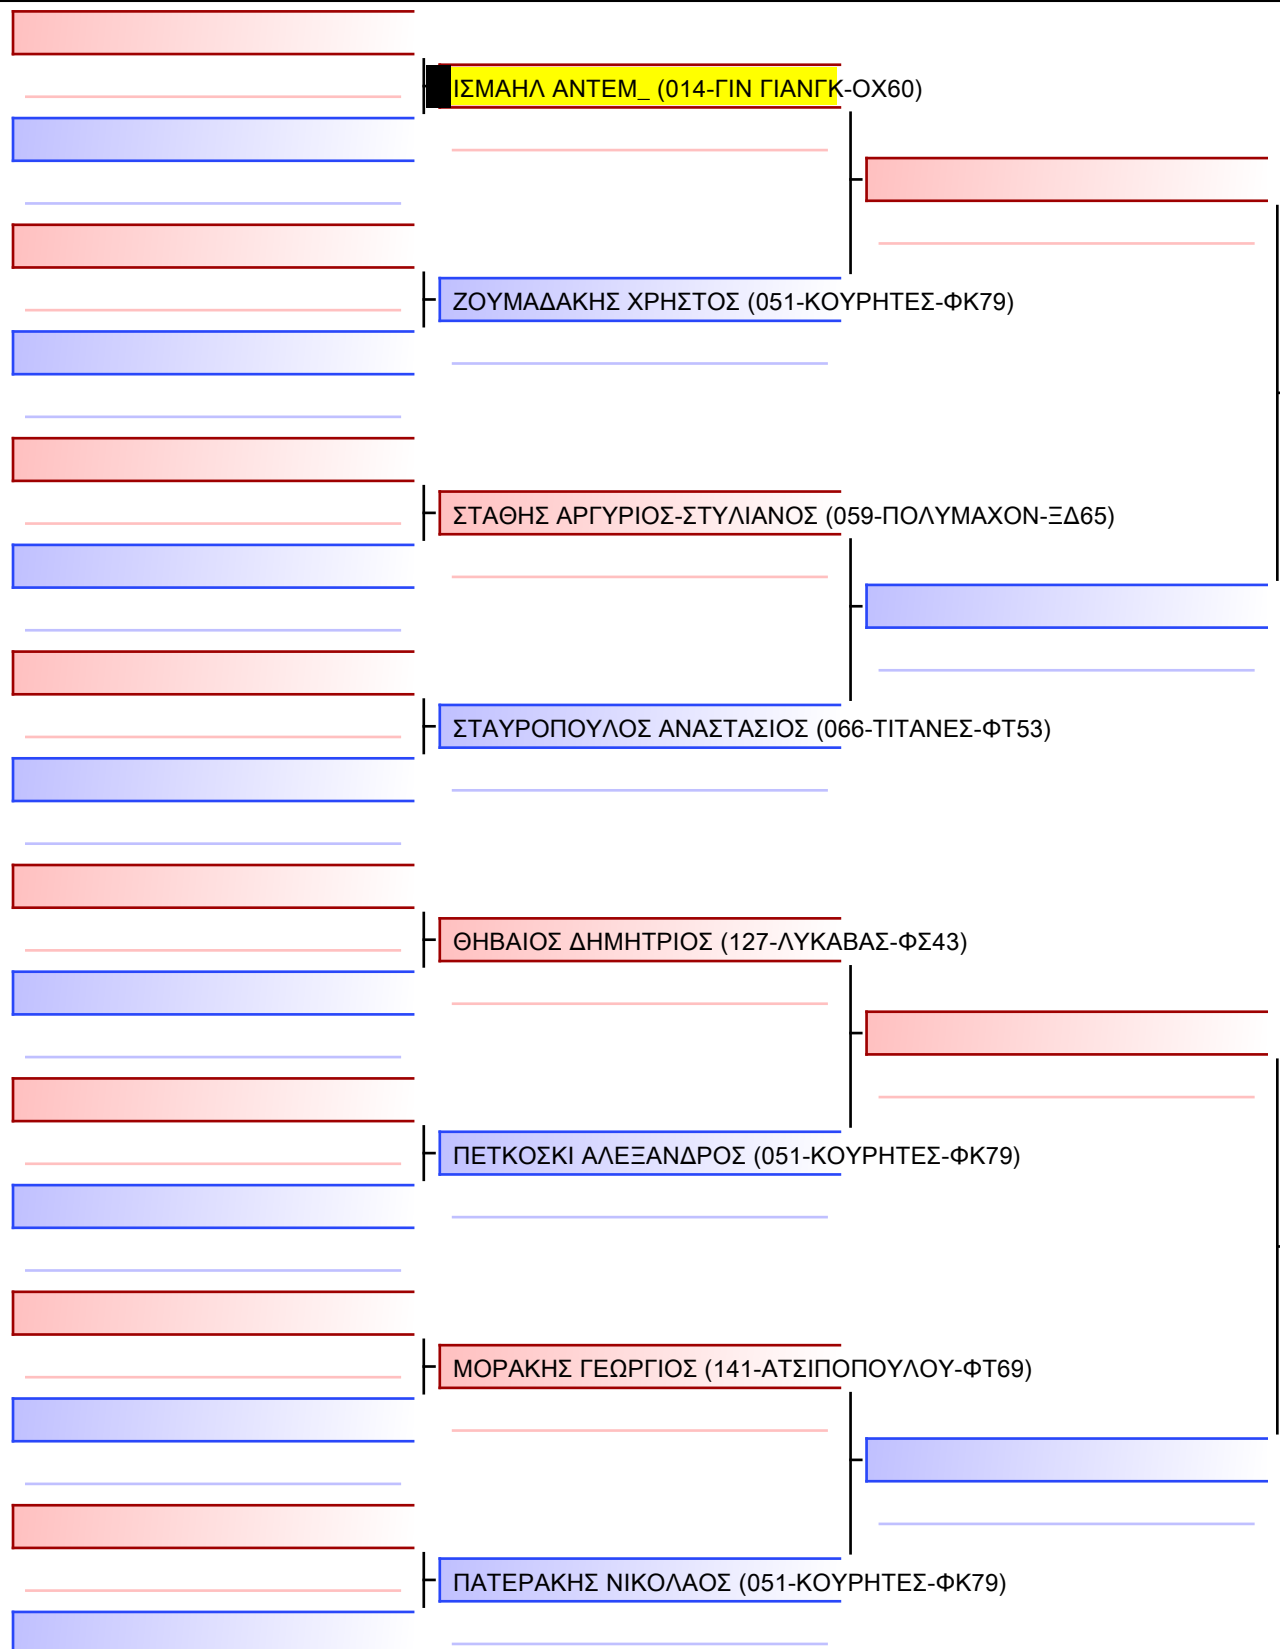 ΙΣΜΑΗΛ ΑΝΤΕΜ_ (014-ΓΙΝ ΓΙΑΝΓΚ-ΟΧ60)
ΖΟΥΜΑΔΑΚΗΣ ΧΡΗΣΤΟΣ (051-ΚΟΥΡΗΤΕΣ-ΦΚ79)
ΣΤΑΘΗΣ ΑΡΓΥΡΙΟΣ-ΣΤΥΛΙΑΝΟΣ (059-ΠΟΛΥΜΑΧΟΝ-ΞΔ65)
ΣΤΑΥΡΟΠΟΥΛΟΣ ΑΝΑΣΤΑΣΙΟΣ (066-ΤΙΤΑΝΕΣ-ΦΤ53)
ΘΗΒΑΙΟΣ ΔΗΜΗΤΡΙΟΣ (127-ΛΥΚΑΒΑΣ-ΦΣ43)
ΠΕΤΚΟΣΚΙ ΑΛΕΞΑΝΔΡΟΣ (051-ΚΟΥΡΗΤΕΣ-ΦΚ79)
ΜΟΡΑΚΗΣ ΓΕΩΡΓΙΟΣ (141-ΑΤΣΙΠΟΠΟΥΛΟΥ-ΦΤ69)
ΠΑΤΕΡΑΚΗΣ ΝΙΚΟΛΑΟΣ (051-ΚΟΥΡΗΤΕΣ-ΦΚ79)